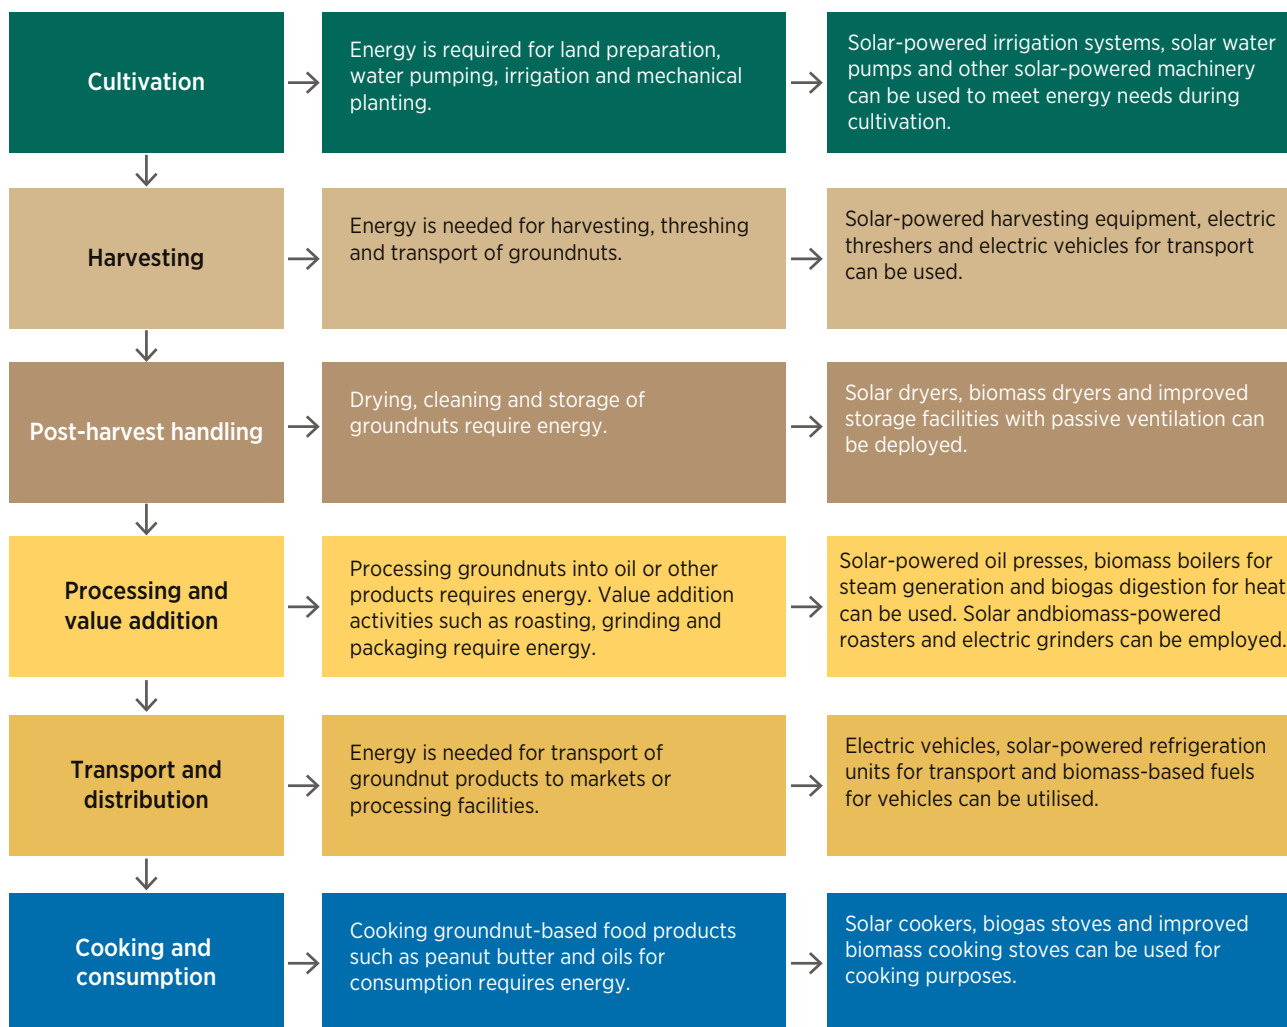 Cultivation
Energy is required for land preparation,
water pumping, irrigation and mechanical
planting.
Solar-powered irrigation systems, solar water
pumps and other solar-powered machinery
can be used to meet energy needs during
cultivation.
Harvesting
Energy is needed for harvesting, threshing
and transport of groundnuts.
Solar-powered harvesting equipment, electric
threshers and electric vehicles for transport
can be used.
Post-harvest handling
Drying, cleaning and storage of
groundnuts require energy.
Solar dryers, biomass dryers and improved
storage facilities with passive ventilation can
be deployed.
Processing and
value addition
Processing groundnuts into oil or other
products requires energy. Value addition
activities such as roasting, grinding and
packaging require energy.
Solar-powered oil presses, biomass boilers for
steam generation and biogas digestion for heat
can be used. Solar andbiomass-powered
roasters and electric grinders can be employed.
Transport and
distribution
Energy is needed for transport of
groundnut products to markets or
processing facilities.
Electric vehicles, solar-powered refrigeration
units for transport and biomass-based fuels
for vehicles can be utilised.
Cooking and
consumption
Cooking groundnut-based food products
such as peanut butter and oils for
consumption requires energy.
Solar cookers, biogas stoves and improved
biomass cooking stoves can be used for
cooking purposes.